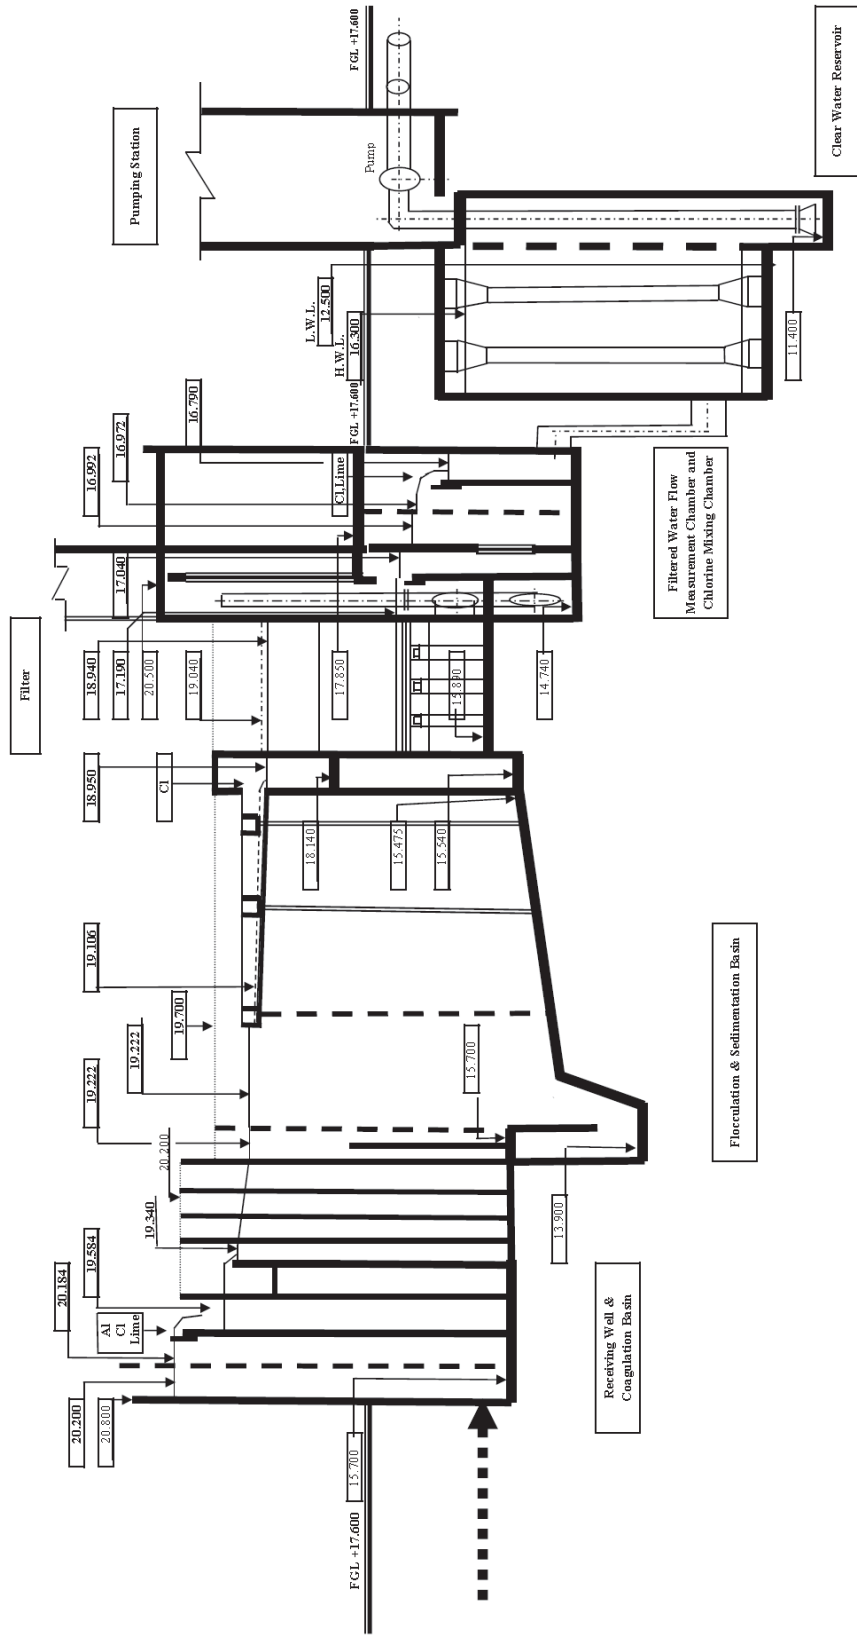 FGL +17.600
15.700
20.200
20.800
20.184
Al
Cl
Lime
19.584
19.340
20.200
Receiving Well &
Coagulation Basin
13.900
15.700
19.222
19.222
19.700
19.106
Flocculation & Sedimentation Basin
18.950
Cl
18.140
15.475
15.540
Filter
18.940
17.190
20.500
19.040
17.850
15.890
14.740
17.040
16.992
16.972
16.790
Cl,Lime
FGL +17.600
Filtered Water Flow
Measurement Chamber and
Chlorine Mixing Chamber
H.W.L.
16.300
L.W.L.
12.500
11.400
Pumping Station
Pump
FGL +17.600
Clear Water Reservoir